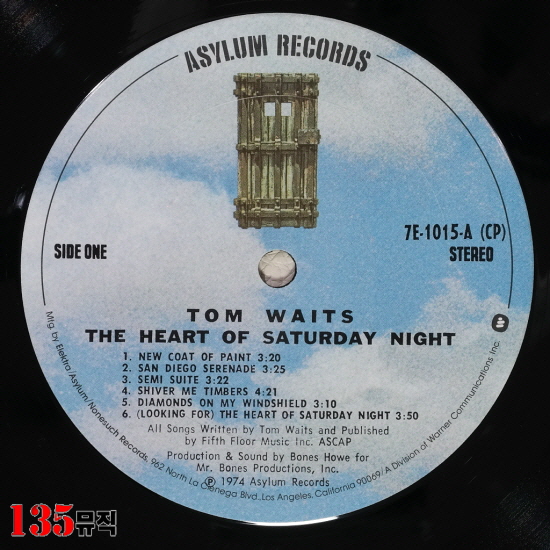 ASYLUM RECORDS
7E-1015-A (CP)
SIDE ONE
STEREO
TOM WAITS
THE HEART OF SATURDAY NIGHT
1. NEW COAT OF PAINT 3:20
2. SAN DIEGO SERENADE 3:25
3. SEMI SUITE 3:22
4. SHIVER ME TIMBERS 4:21
5. DIAMONDS ON MY WINDSHIELD 3:10
6. (LOOKING FOR) THE HEART OF SATURDAY NIGHT 3:50
All Songs Written by Tom Waits and Published
by Fifth Floor Music Inc. ASCAP
Production & Sound by Bones Howe for
Mr. Bones Productions, Inc.
℗ 1974 Asylum Records
Mfg. by Elektra/Asylum/Nonesuch Records, 962 North La Cienega Blvd., Los Angeles, California 90069/A Division of Warner Communications Inc.
135뮤직